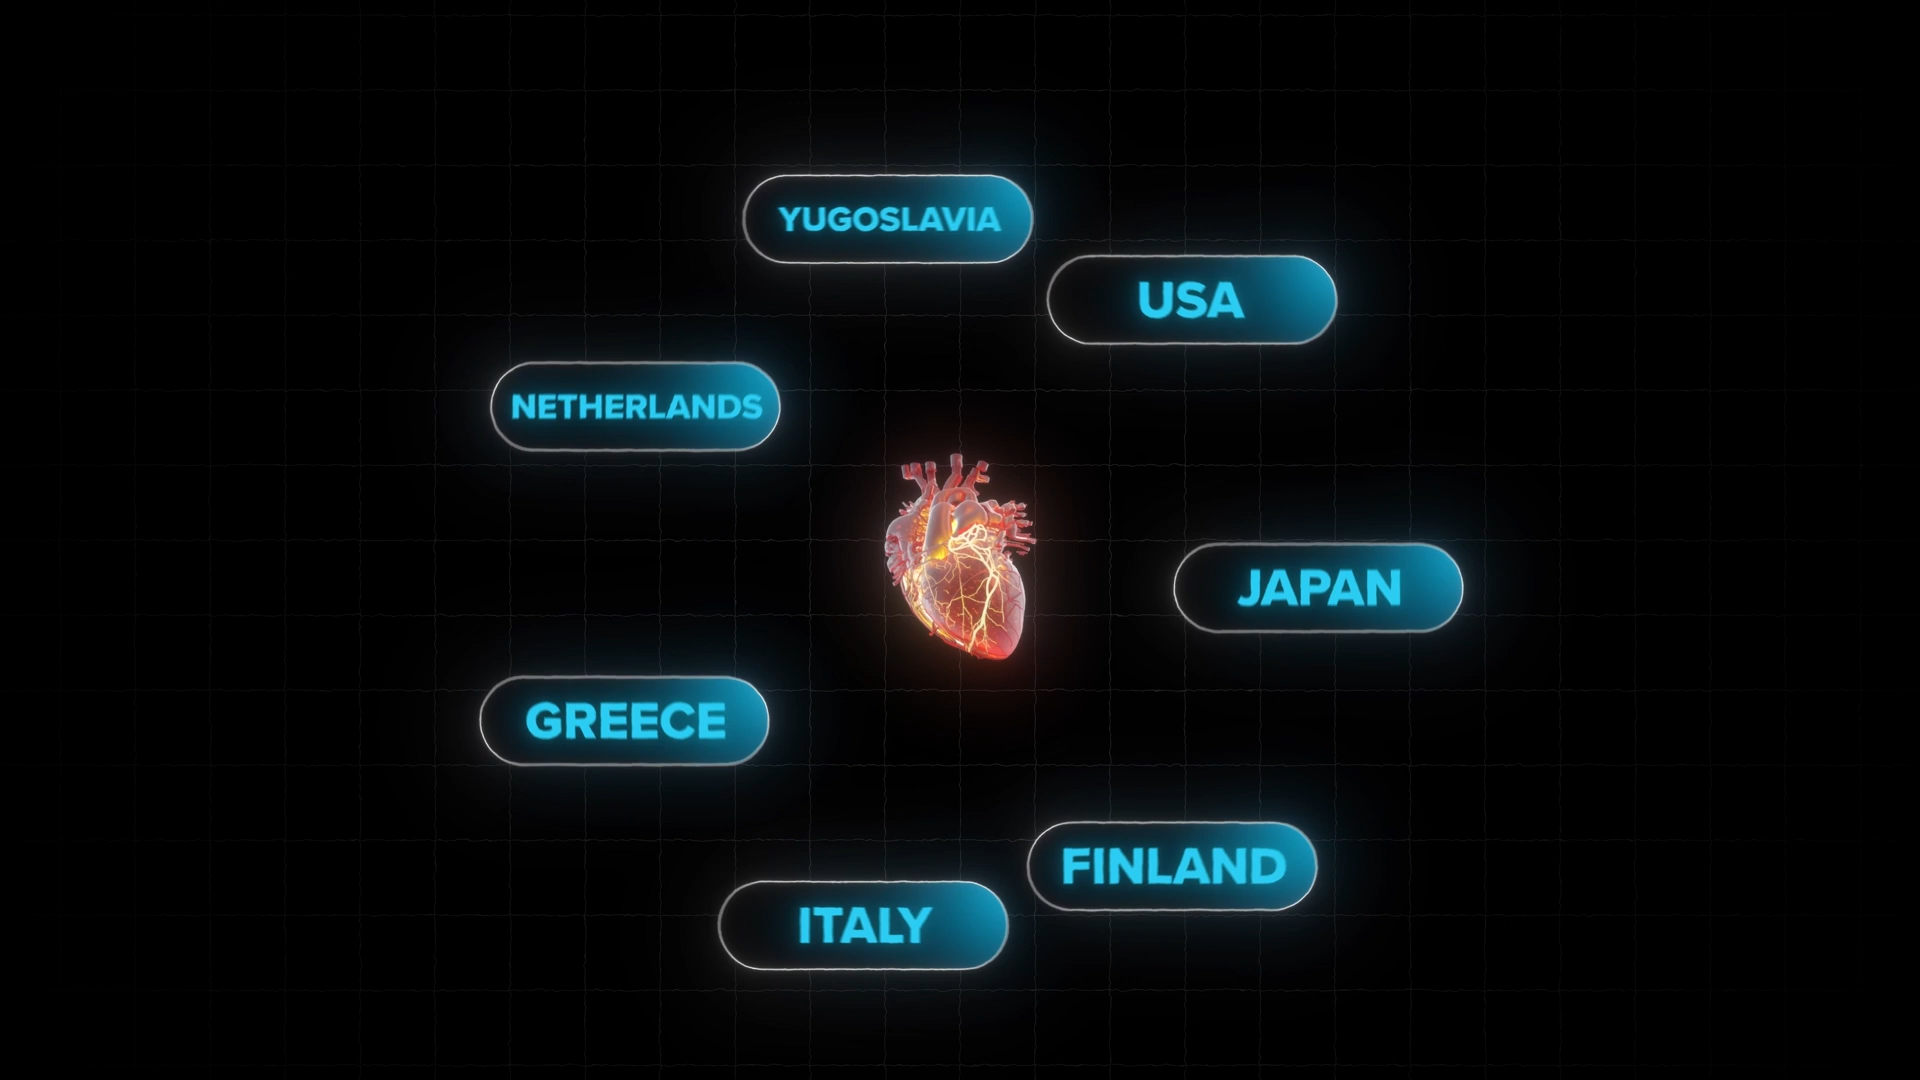 YUGOSLAVIA
USA
NETHERLANDS
JAPAN
GREECE
FINLAND
ITALY